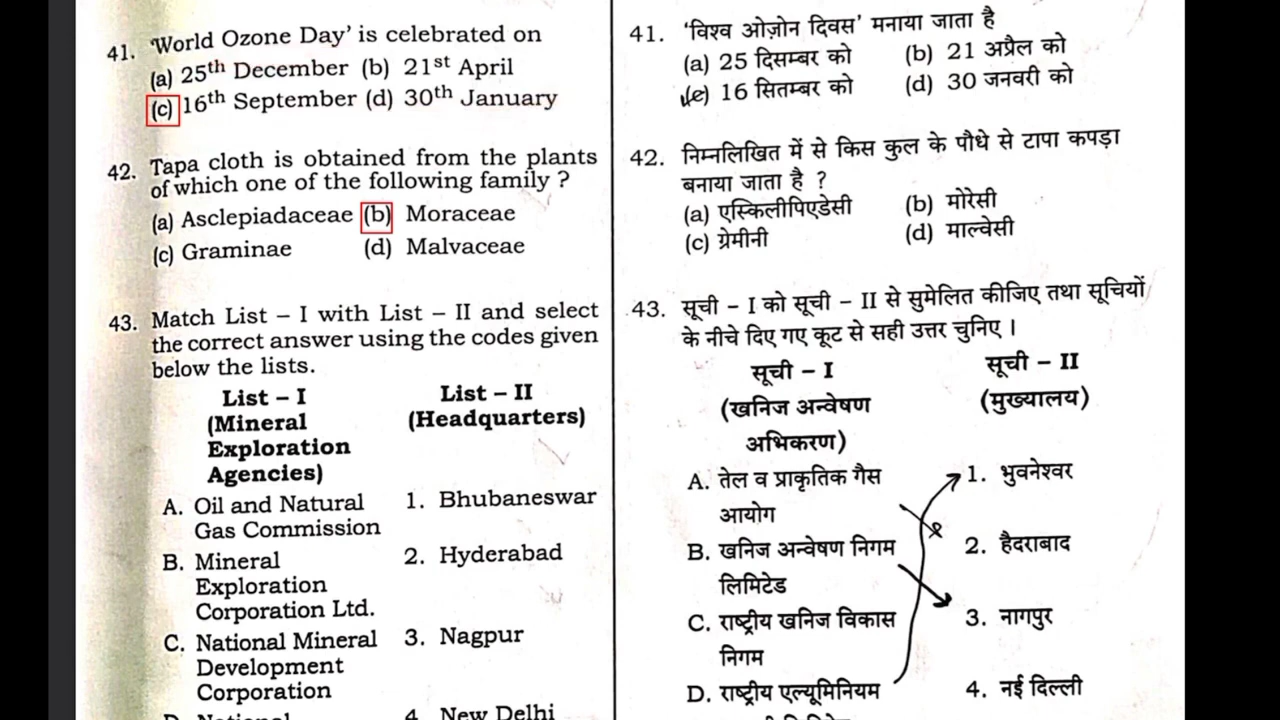 41. 'World Ozone Day' is celebrated on
(a) 25th December (b) 21st April
(c) 16th September (d) 30th January
42. Tapa cloth is obtained from the plants
of which one of the following family ?
(a) Asclepiadaceae (b) Moraceae
(c) Graminae (d) Malvaceae
43. Match List – I with List – II and select
the correct answer using the codes given
below the lists.
List – I List – II
(Mineral (Headquarters)
Exploration
Agencies)
A. Oil and Natural 1. Bhubaneswar
Gas Commission
B. Mineral 2. Hyderabad
Exploration
Corporation Ltd.
C. National Mineral 3. Nagpur
Development
Corporation
D. National 4. New Delhi
41. 'विश्व ओज़ोन दिवस' मनाया जाता है
(a) 25 दिसम्बर को (b) 21 अप्रैल को
(c) 16 सितम्बर को (d) 30 जनवरी को
42. निम्नलिखित में से किस कुल के पौधे से टापा कपड़ा
बनाया जाता है ?
(a) एस्किलीपिएडेसी (b) मोरेसी
(c) ग्रेमीनी (d) माल्वेसी
43. सूची – I को सूची – II से सुमेलित कीजिए तथा सूचियों
के नीचे दिए गए कूट से सही उत्तर चुनिए ।
सूची – I सूची – II
(खनिज अन्वेषण (मुख्यालय)
अभिकरण)
A. तेल व प्राकृतिक गैस 1. भुवनेश्वर
आयोग
B. खनिज अन्वेषण निगम 2. हैदराबाद
लिमिटेड
C. राष्ट्रीय खनिज विकास 3. नागपुर
निगम
D. राष्ट्रीय एल्यूमिनियम 4. नई दिल्ली